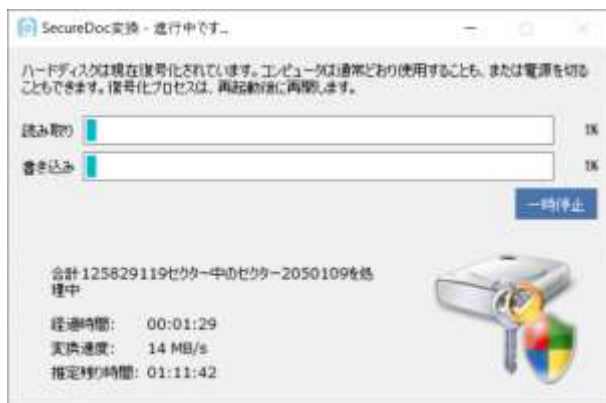 SecureDoc変換 - 進行中です...
ハードディスクは現在復号化されています。コンピュータは通常どおり使用することも、または電源を切る
こともできます。復号化プロセスは、再起動後に再開します。
読み取り 1%
書き込み 1%
一時停止
合計125829119セクター中のセクター2050109を処
理中
経過時間: 00:01:29
変換速度: 14 MB/s
推定残り時間: 01:11:42